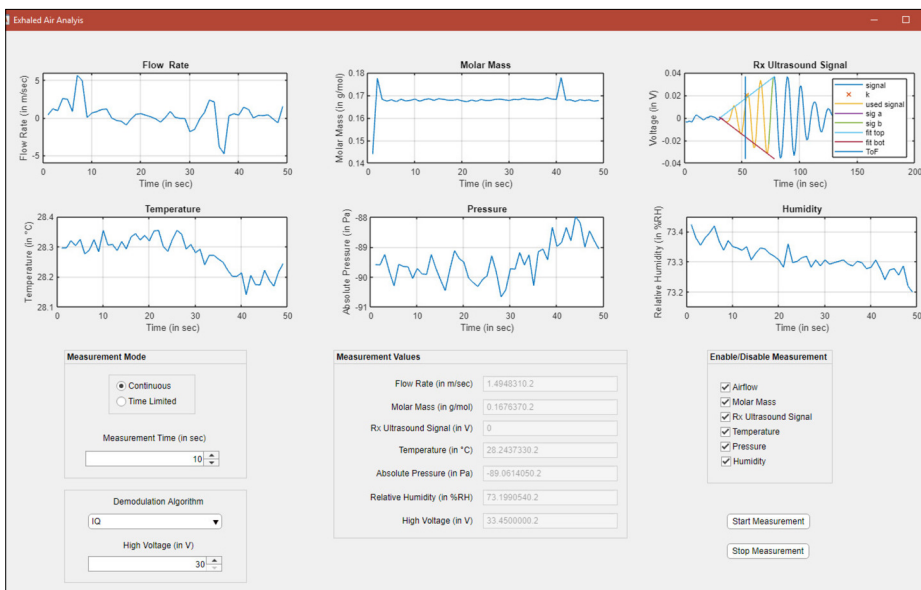 Exhaled Air Analyis
Flow Rate
Flow Rate (in m/sec)
5
0
-5
0 10 20 30 40 50
Time (in sec)
Molar Mass
Molar Mass (in g/mol)
0.18
0.17
0.16
0.15
0.14
0 10 20 30 40 50
Time (in sec)
Rx Ultrasound Signal
Voltage (in V)
0.04
0.02
0
-0.02
-0.04
0 50 100 150 200
Time (in sec)
signal
k
used signal
sig a
sig b
fit top
fit bot
ToF
Temperature
Temperature (in °C)
28.4
28.3
28.2
28.1
0 10 20 30 40 50
Time (in sec)
Pressure
Absolute Pressure (in Pa)
-88
-89
-90
-91
0 10 20 30 40 50
Time (in sec)
Humidity
Relative Humidity (in %RH)
73.4
73.3
73.2
0 10 20 30 40 50
Time (in sec)
Measurement Mode
Continuous
Time Limited
Measurement Time (in sec)
10
Demodulation Algorithm
IQ
High Voltage (in V)
30
Measurement Values
Flow Rate (in m/sec) 1.4948310.2
Molar Mass (in g/mol) 0.1676370.2
Rx Ultrasound Signal (in V) 0
Temperature (in °C) 28.2437330.2
Absolute Pressure (in Pa) -89.0614050.2
Relative Humidity (in %RH) 73.1990540.2
High Voltage (in V) 33.4500000.2
Enable/Disable Measurement
Airflow
Molar Mass
Rx Ultrasound Signal
Temperature
Pressure
Humidity
Start Measurement
Stop Measurement